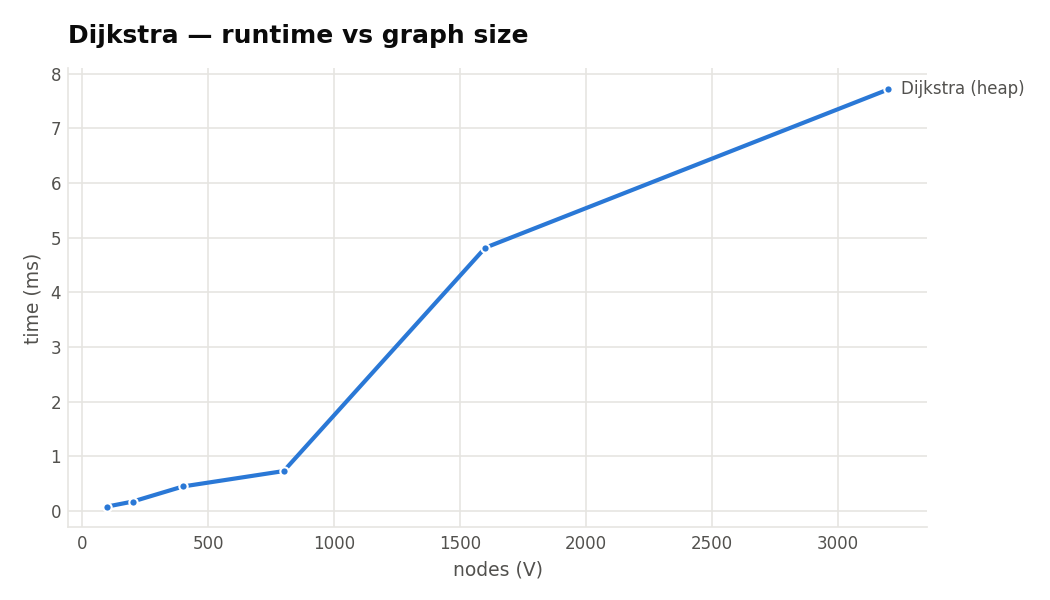 Dijkstra — runtime vs graph size
8
Dijkstra (heap)
7
6
5
4
3
2
1
0
time (ms)
0 500 1000 1500 2000 2500 3000
nodes (V)